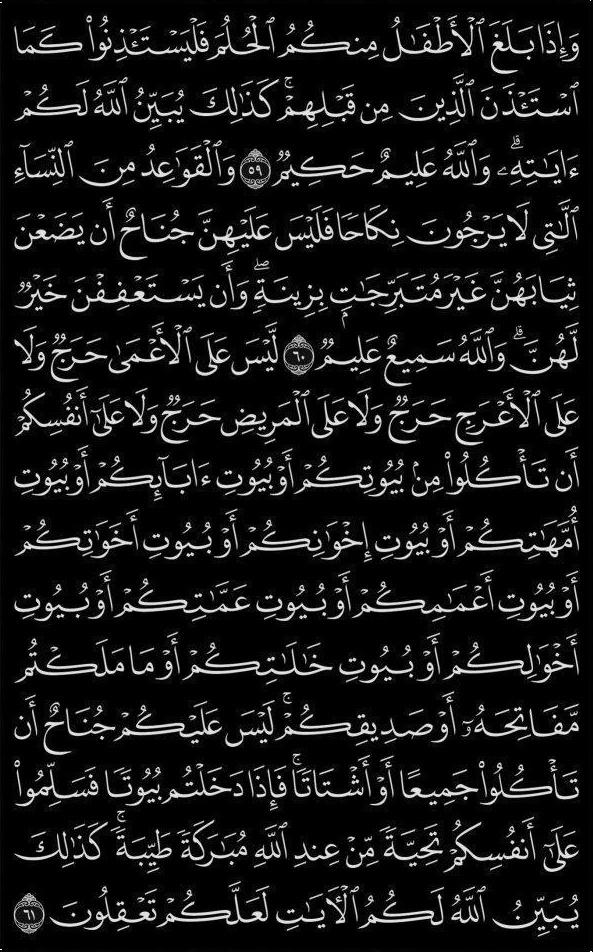 وَإِذَا بَلَغَ ٱلۡأَطۡفَٰلُ مِنكُمُ ٱلۡحُلُمَ فَلۡيَسۡتَـٔۡذِنُواْ كَمَا
ٱسۡتَـٔۡذَنَ ٱلَّذِينَ مِن قَبۡلِهِمۡۚ كَذَٰلِكَ يُبَيِّنُ ٱللَّهُ لَكُمۡ
ءَايَٰتِهِۦۗ وَٱللَّهُ عَلِيمٌ حَكِيمٞ ٥٩ وَٱلۡقَوَٰعِدُ مِنَ ٱلنِّسَآءِ
ٱلَّٰتِي لَا يَرۡجُونَ نِكَاحٗا فَلَيۡسَ عَلَيۡهِنَّ جُنَاحٌ أَن يَضَعۡنَ
ثِيَابَهُنَّ غَيۡرَ مُتَبَرِّجَٰتِۭ بِزِينَةٖۖ وَأَن يَسۡتَعۡفِفۡنَ خَيۡرٞ
لَّهُنَّۗ وَٱللَّهُ سَمِيعٌ عَلِيمٞ ٦٠ لَّيۡسَ عَلَى ٱلۡأَعۡمَىٰ حَرَجٞ وَلَا
عَلَى ٱلۡأَعۡرَجِ حَرَجٞ وَلَا عَلَى ٱلۡمَرِيضِ حَرَجٞ وَلَا عَلَىٰٓ أَنفُسِكُمۡ
أَن تَأۡكُلُواْ مِنۢ بُيُوتِكُمۡ أَوۡ بُيُوتِ ءَابَآئِكُمۡ أَوۡ بُيُوتِ
أُمَّهَٰتِكُمۡ أَوۡ بُيُوتِ إِخۡوَٰنِكُمۡ أَوۡ بُيُوتِ أَخَوَٰتِكُمۡ
أَوۡ بُيُوتِ أَعۡمَٰمِكُمۡ أَوۡ بُيُوتِ عَمَّٰتِكُمۡ أَوۡ بُيُوتِ
أَخۡوَٰلِكُمۡ أَوۡ بُيُوتِ خَٰلَٰتِكُمۡ أَوۡ مَا مَلَكۡتُم
مَّفَاتِحَهُۥٓ أَوۡ صَدِيقِكُمۡۚ لَيۡسَ عَلَيۡكُمۡ جُنَاحٌ أَن
تَأۡكُلُواْ جَمِيعًا أَوۡ أَشۡتَاتٗاۚ فَإِذَا دَخَلۡتُم بُيُوتٗا فَسَلِّمُواْ
عَلَىٰٓ أَنفُسِكُمۡ تَحِيَّةٗ مِّنۡ عِندِ ٱللَّهِ مُبَٰرَكَةٗ طَيِّبَةٗۚ كَذَٰلِكَ
يُبَيِّنُ ٱللَّهُ لَكُمُ ٱلۡأٓيَٰتِ لَعَلَّكُمۡ تَعۡقِلُونَ ٦١